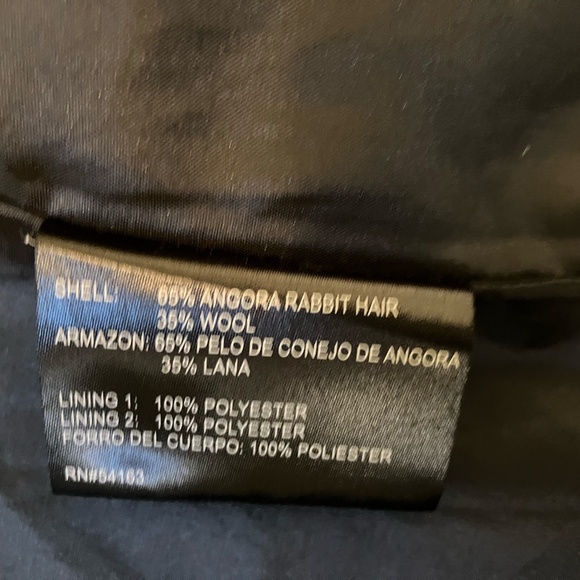 SHELL: 65% ANGORA RABBIT HAIR
35% WOOL
ARMAZON: 65% PELO DE CONEJO DE ANGORA
35% LANA
LINING 1: 100% POLYESTER
LINING 2: 100% POLYESTER
FORRO DEL CUERPO: 100% POLIESTER
RN#54163